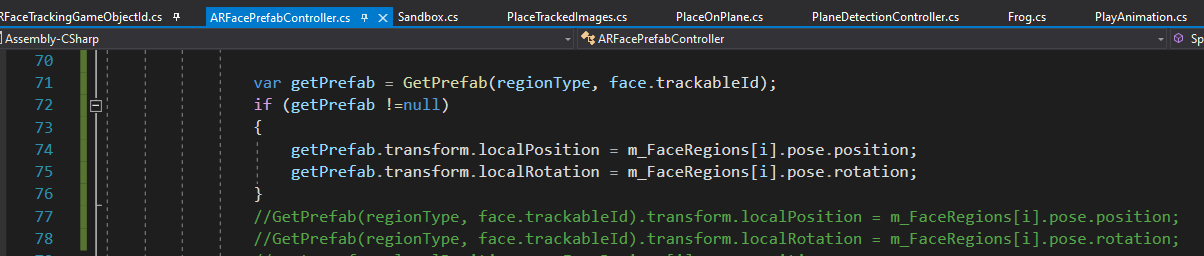 RFaceTrackingGameObjectId.cs ARFacePrefabController.cs Sandbox.cs PlaceTrackedImages.cs PlaceOnPlane.cs PlaneDetectionController.cs Frog.cs PlayAnimation.cs
Assembly-CSharp ARFacePrefabController Sp
70
71 var getPrefab = GetPrefab(regionType, face.trackableId);
72 if (getPrefab !=null)
73 {
74 getPrefab.transform.localPosition = m_FaceRegions[i].pose.position;
75 getPrefab.transform.localRotation = m_FaceRegions[i].pose.rotation;
76 }
77 //GetPrefab(regionType, face.trackableId).transform.localPosition = m_FaceRegions[i].pose.position;
78 //GetPrefab(regionType, face.trackableId).transform.localRotation = m_FaceRegions[i].pose.rotation;